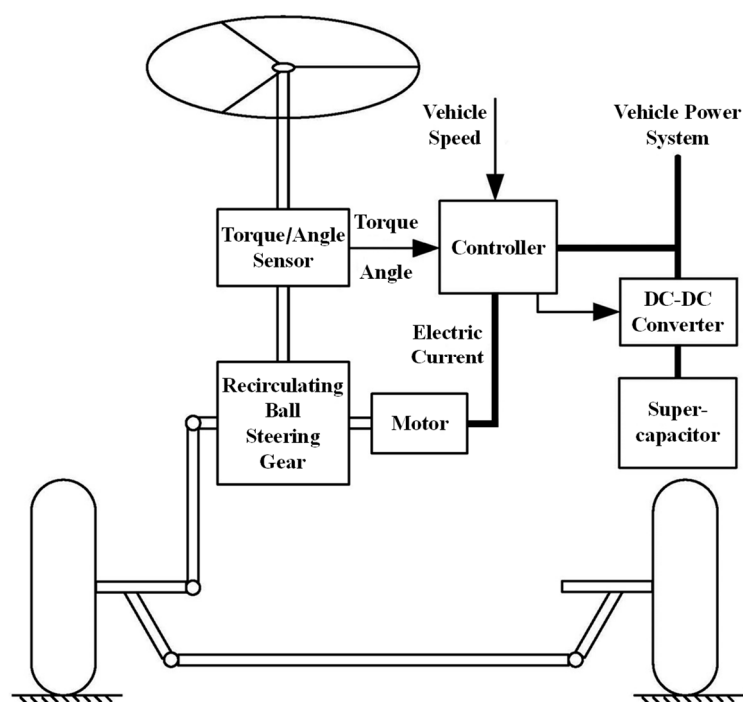 Vehicle
Speed
Vehicle Power
System
Torque/Angle
Sensor
Torque
Angle
Controller
DC-DC
Converter
Electric
Current
Recirculating
Ball
Steering
Gear
Motor
Super-
capacitor